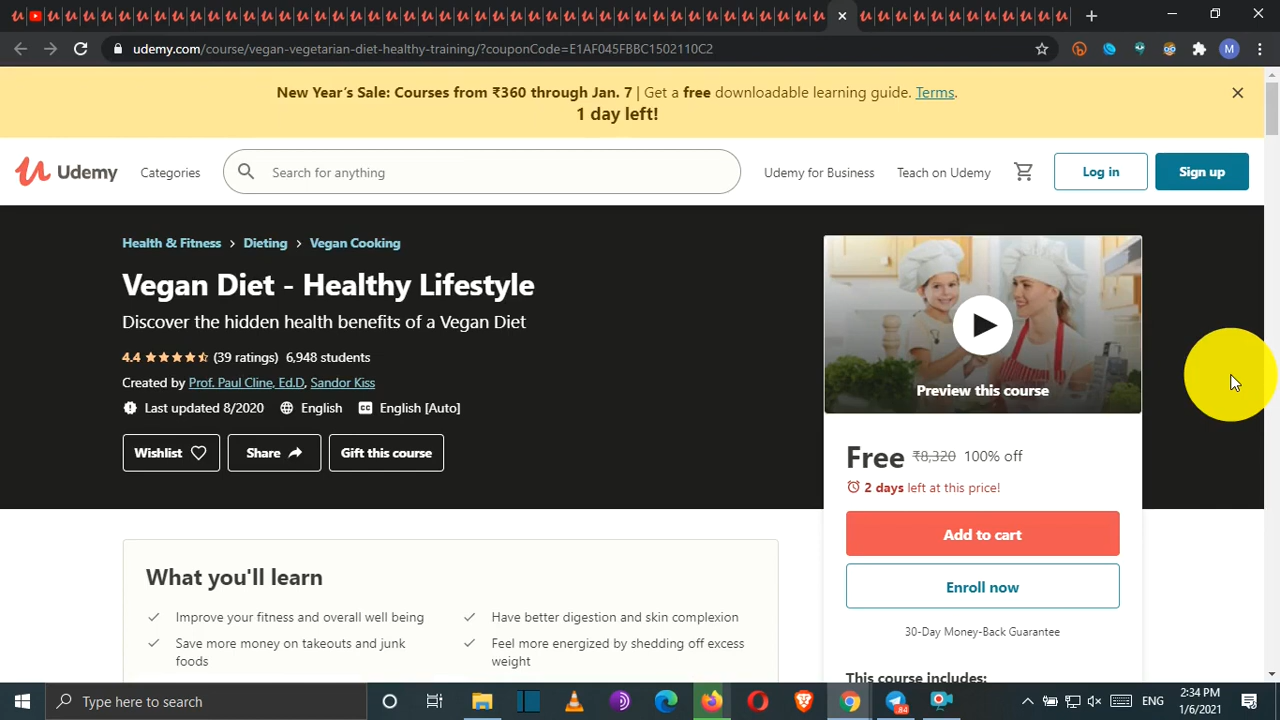 udemy.com/course/vegan-vegetarian-diet-healthy-training/?couponCode=E1AF045FBBC1502110C2
M
New Year's Sale: Courses from ₹360 through Jan. 7 | Get a free downloadable learning guide. Terms.
1 day left!
Udemy
Categories
Search for anything
Udemy for Business
Teach on Udemy
Log in
Sign up
Health & Fitness > Dieting > Vegan Cooking
Vegan Diet - Healthy Lifestyle
Discover the hidden health benefits of a Vegan Diet
4.4 (39 ratings) 6,948 students
Created by Prof. Paul Cline, Ed.D, Sandor Kiss
Last updated 8/2020 English English [Auto]
Wishlist
Share
Gift this course
Preview this course
Free ₹8,320 100% off
2 days left at this price!
Add to cart
Enroll now
30-Day Money-Back Guarantee
This course includes:
What you'll learn
Improve your fitness and overall well being
Save more money on takeouts and junk
foods
Have better digestion and skin complexion
Feel more energized by shedding off excess
weight
Type here to search
84
ENG
2:34 PM
1/6/2021